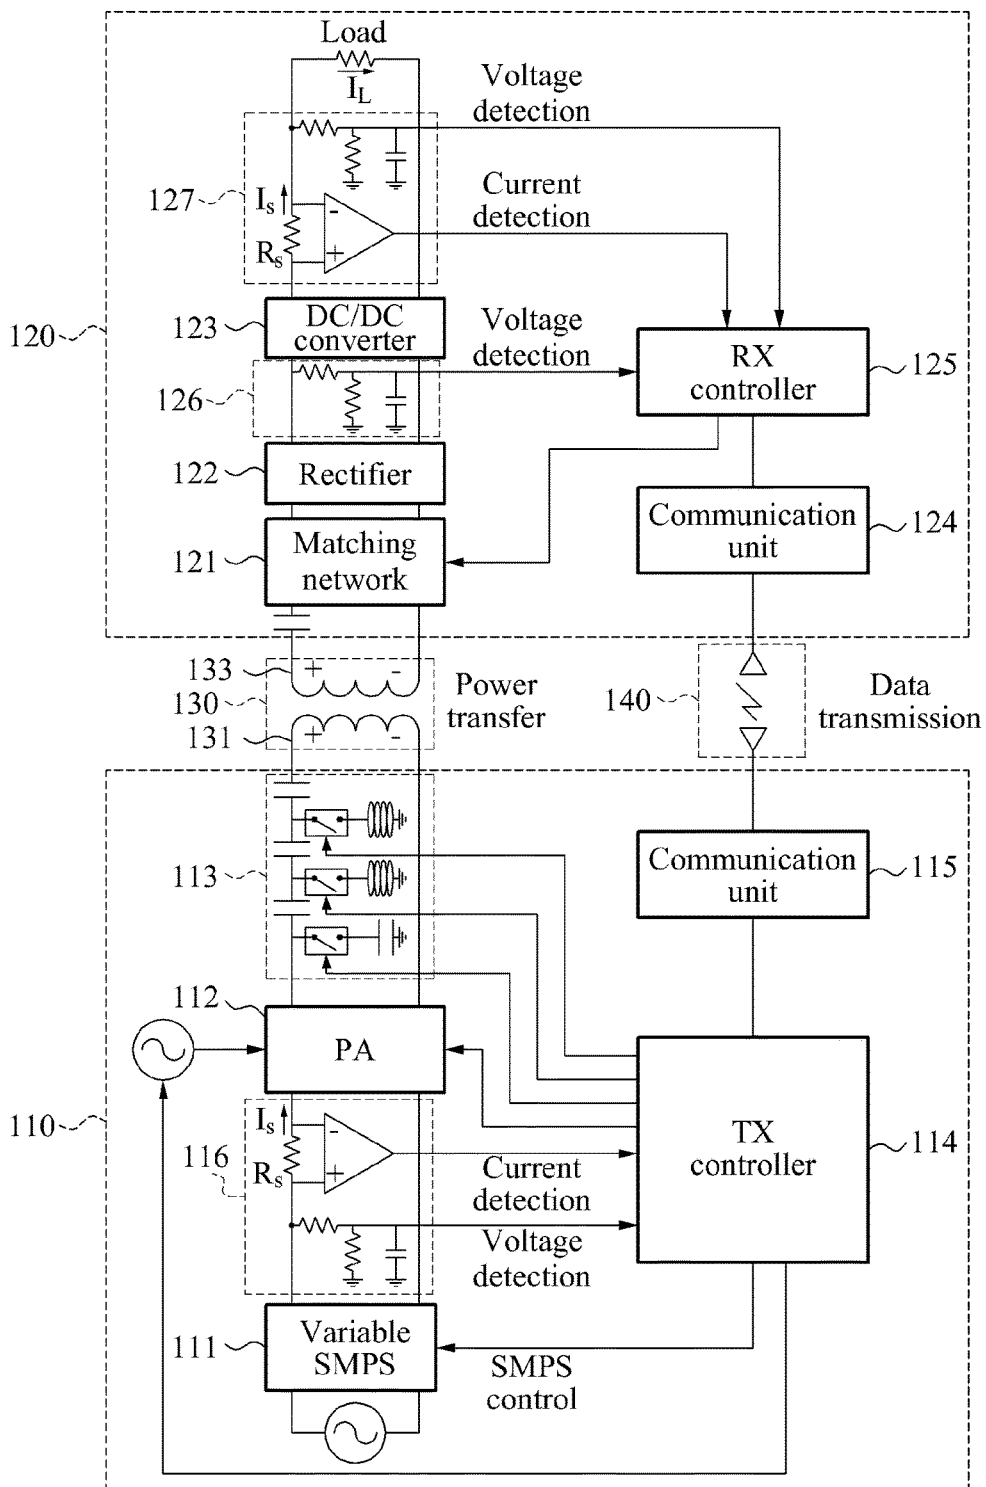 Load
I_L
Voltage
detection
127
I_s
-
Current
detection
R_s
+
123
DC/DC
converter
Voltage
detection
120
RX
controller
125
126
122
Rectifier
Communication
unit
124
121
Matching
network
133
+
-
130
Power
transfer
140
Data
transmission
131
+
-
113
Communication
unit
115
112
PA
110
I_s
-
116
R_s
+
TX
controller
114
Current
detection
Voltage
detection
111
Variable
SMPS
SMPS
control